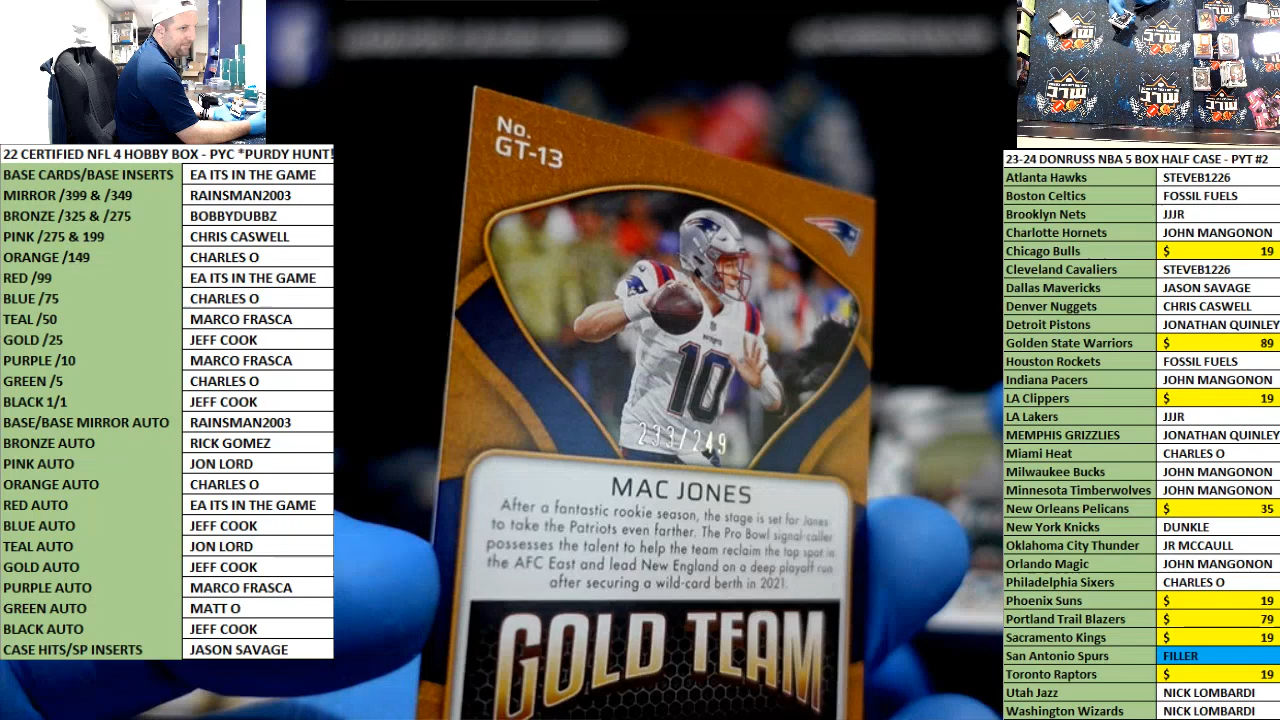 22 CERTIFIED NFL 4 HOBBY BOX - PYC *PURDY HUNT!
BASE CARDS/BASE INSERTS EA ITS IN THE GAME
MIRROR /399 & /349 RAINSMAN2003
BRONZE /325 & /275 BOBBYDUBBZ
PINK /275 & 199 CHRIS CASWELL
ORANGE /149 CHARLES O
RED /99 EA ITS IN THE GAME
BLUE /75 CHARLES O
TEAL /50 MARCO FRASCA
GOLD /25 JEFF COOK
PURPLE /10 MARCO FRASCA
GREEN /5 CHARLES O
BLACK 1/1 JEFF COOK
BASE/BASE MIRROR AUTO RAINSMAN2003
BRONZE AUTO RICK GOMEZ
PINK AUTO JON LORD
ORANGE AUTO CHARLES O
RED AUTO EA ITS IN THE GAME
BLUE AUTO JEFF COOK
TEAL AUTO JON LORD
GOLD AUTO JEFF COOK
PURPLE AUTO MARCO FRASCA
GREEN AUTO MATT O
BLACK AUTO JEFF COOK
CASE HITS/SP INSERTS JASON SAVAGE
No.
GT-13
10
233/249
MAC JONES
After a fantastic rookie season, the stage is set for Jones
to take the Patriots even farther. The Pro Bowl signal-caller
possesses the talent to help the team reclaim the top spot in
the AFC East and lead New England on a deep playoff run
after securing a wild-card berth in 2021.
GOLD TEAM
23-24 DONRUSS NBA 5 BOX HALF CASE - PYT #2
Atlanta Hawks STEVEB1226
Boston Celtics FOSSIL FUELS
Brooklyn Nets JJJR
Charlotte Hornets JOHN MANGONON
Chicago Bulls $ 19
Cleveland Cavaliers STEVEB1226
Dallas Mavericks JASON SAVAGE
Denver Nuggets CHRIS CASWELL
Detroit Pistons JONATHAN QUINLEY
Golden State Warriors $ 89
Houston Rockets FOSSIL FUELS
Indiana Pacers JOHN MANGONON
LA Clippers $ 19
LA Lakers JJJR
MEMPHIS GRIZZLIES JONATHAN QUINLEY
Miami Heat CHARLES O
Milwaukee Bucks JOHN MANGONON
Minnesota Timberwolves JOHN MANGONON
New Orleans Pelicans $ 35
New York Knicks DUNKLE
Oklahoma City Thunder JR MCCAULL
Orlando Magic JOHN MANGONON
Philadelphia Sixers CHARLES O
Phoenix Suns $ 19
Portland Trail Blazers $ 79
Sacramento Kings $ 19
San Antonio Spurs FILLER
Toronto Raptors $ 19
Utah Jazz NICK LOMBARDI
Washington Wizards NICK LOMBARDI